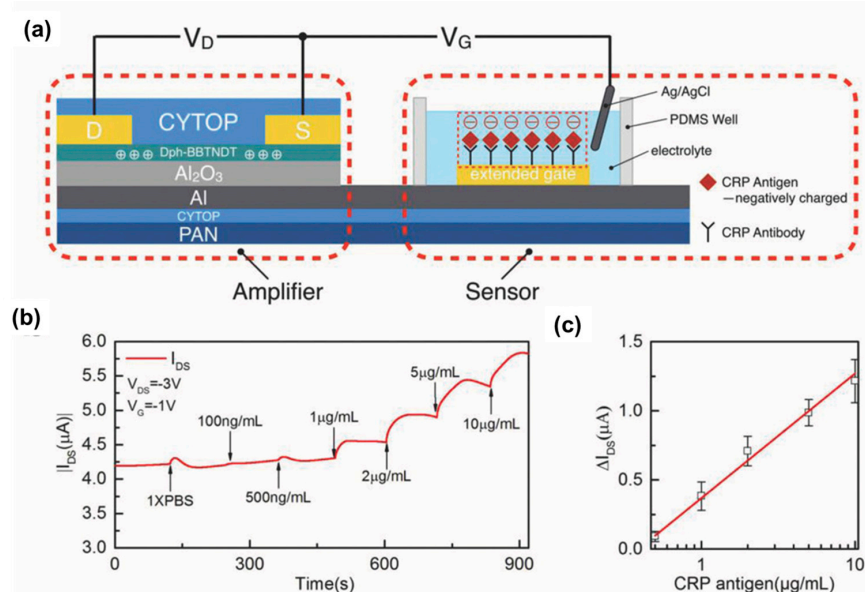 (a)
V_D
V_G
Ag/AgCl
PDMS Well
electrolyte
CRP Antigen
—negatively charged
CRP Antibody
D
CYTOP
S
⊕⊕⊕ Dph-BBTNDT ⊕⊕⊕
Al₂O₃
Al
CYTOP
PAN
⊖ ⊖ ⊖ ⊖ ⊖ ⊖
extended gate
Amplifier
Sensor
(b)
|I_DS(μA)|
6.0
5.5
5.0
4.5
4.0
3.5
3.0
I_DS
V_DS=-3V
V_G=-1V
1XPBS
100ng/mL
500ng/mL
1μg/mL
2μg/mL
5μg/mL
10μg/mL
0
300
600
900
Time(s)
(c)
ΔI_DS(μA)
1.5
1.0
0.5
0.0
1
10
CRP antigen(μg/mL)